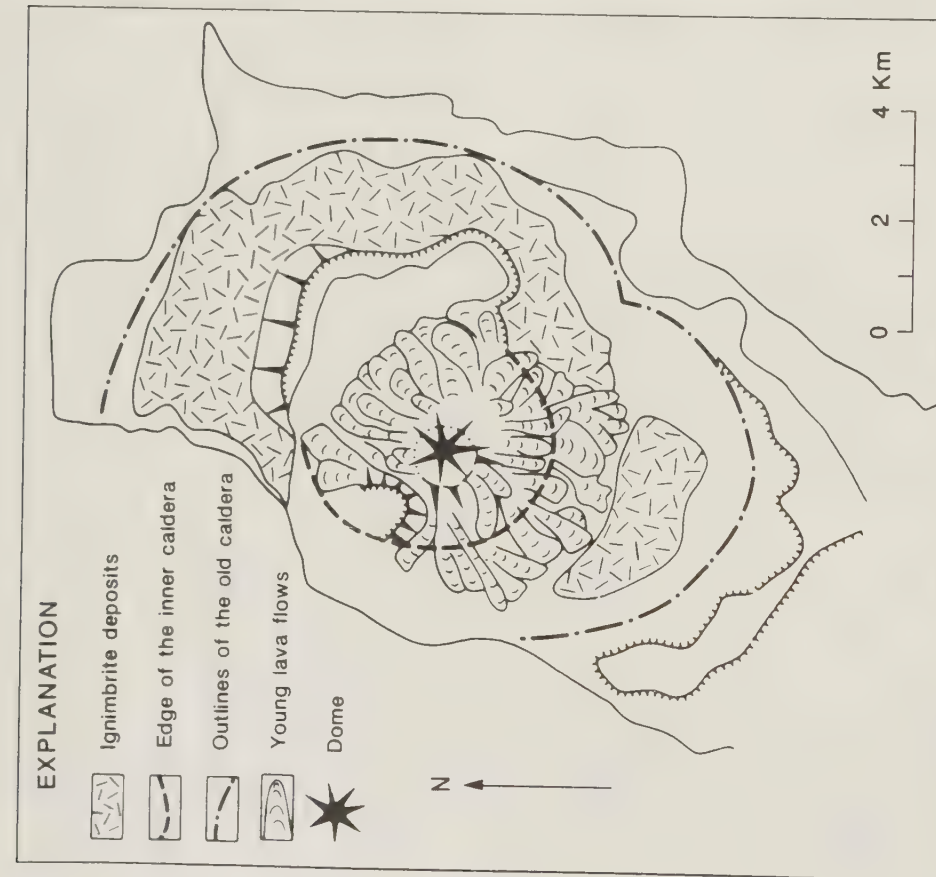 EXPLANATION
Ignimbrite deposits
Edge of the inner caldera
Outlines of the old caldera
Young lava flows
Dome
N
0 2 4 Km